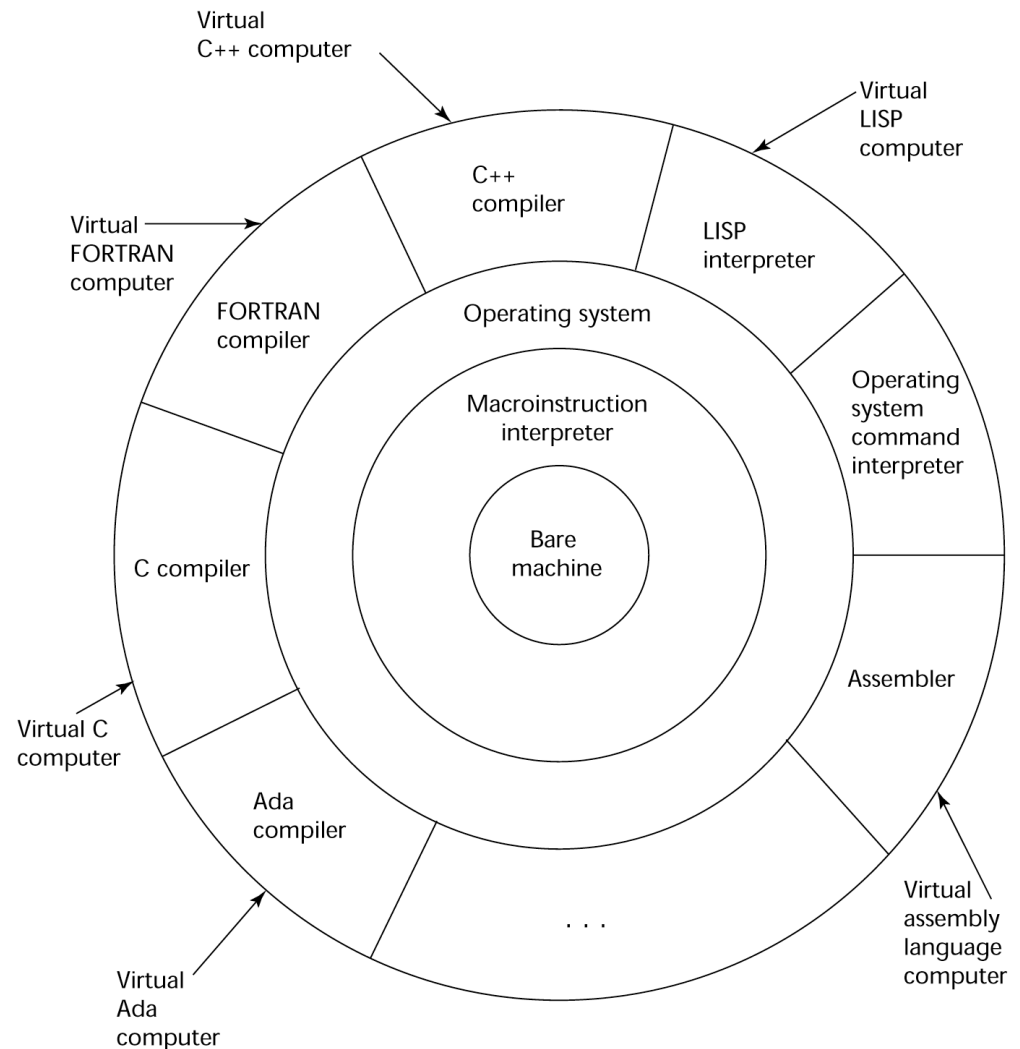 Virtual
C++ computer
Virtual
LISP
computer
C++
compiler
Virtual
FORTRAN
computer
LISP
interpreter
FORTRAN
compiler
Operating system
Operating
system
command
interpreter
Macroinstruction
interpreter
Bare
machine
C compiler
Assembler
Virtual C
computer
Ada
compiler
Virtual
assembly
language
computer
. . .
Virtual
Ada
computer